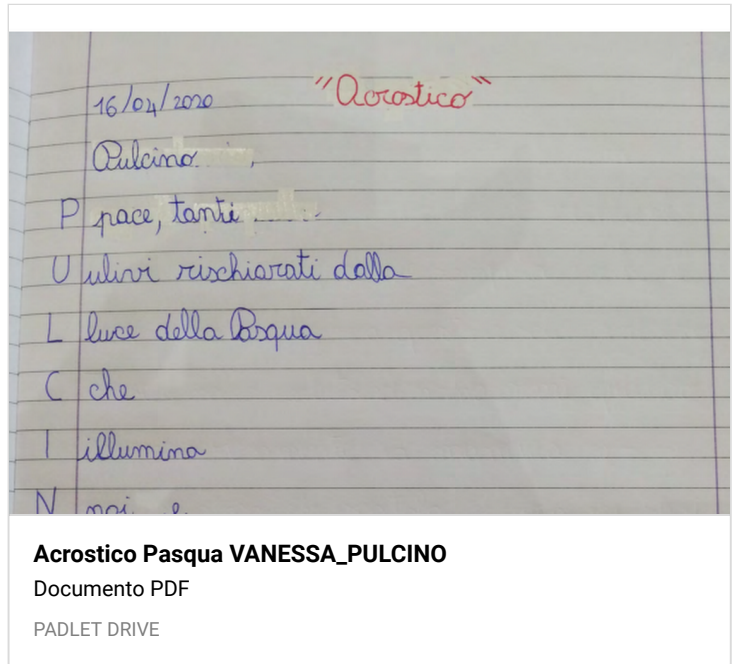 16/04/2020 "Acrostico"
Pulcino
P pace, tanti
U ulivi rischiarati dalla
L luce della Pasqua
C che
I illumina
N noi e
Acrostico Pasqua VANESSA_PULCINO
Documento PDF
PADLET DRIVE